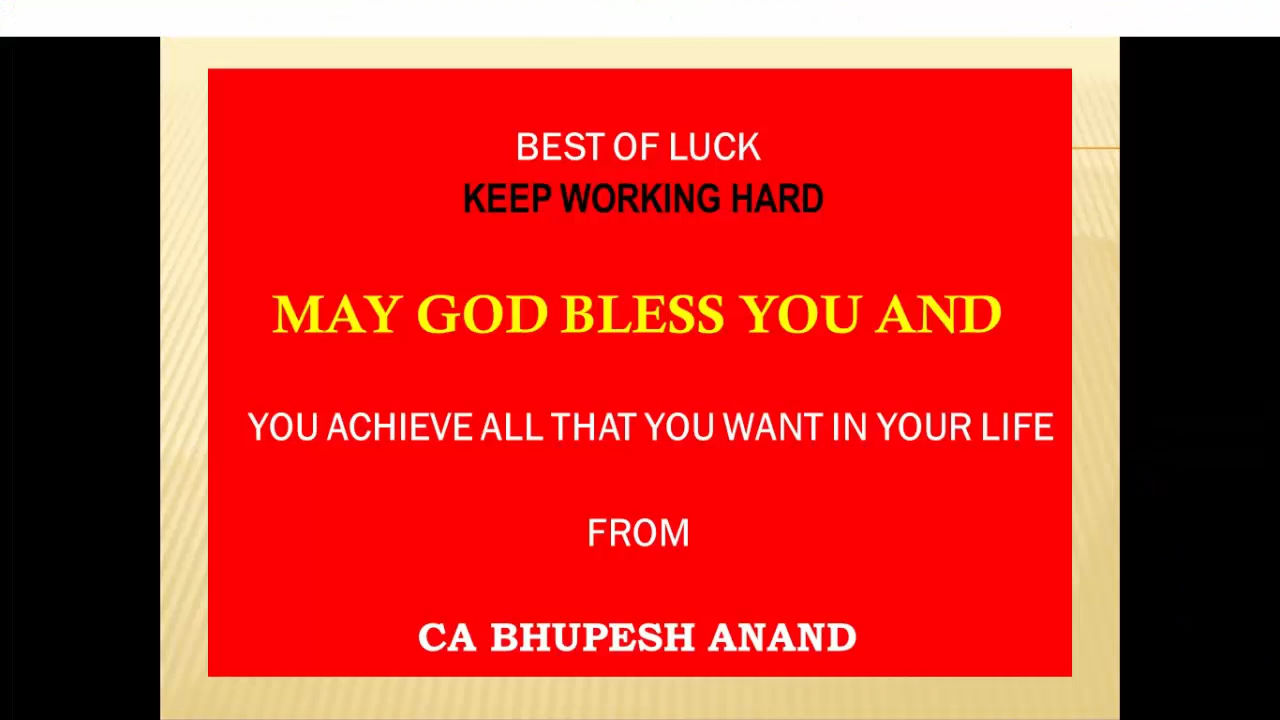 BEST OF LUCK
KEEP WORKING HARD
MAY GOD BLESS YOU AND
YOU ACHIEVE ALL THAT YOU WANT IN YOUR LIFE
FROM
CA BHUPESH ANAND